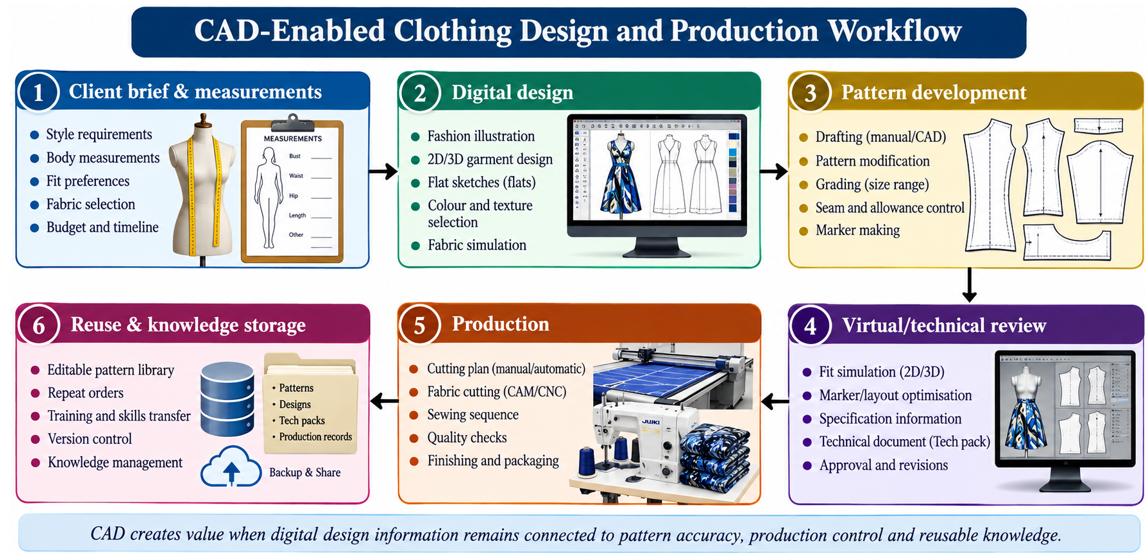 CAD-Enabled Clothing Design and Production Workflow
1
Client brief & measurements
Style requirements
Body measurements
Fit preferences
Fabric selection
Budget and timeline
MEASUREMENTS
Bust
Waist
Hip
Length
Other
2
Digital design
Fashion illustration
2D/3D garment design
Flat sketches (flats)
Colour and texture
selection
Fabric simulation
3
Pattern development
Drafting (manual/CAD)
Pattern modification
Grading (size range)
Seam and allowance control
Marker making
4
Virtual/technical review
Fit simulation (2D/3D)
Marker/layout optimisation
Specification information
Technical document (Tech pack)
Approval and revisions
5
Production
Cutting plan (manual/automatic)
Fabric cutting (CAM/CNC)
Sewing sequence
Quality checks
Finishing and packaging
JUKI
6
Reuse & knowledge storage
Editable pattern library
Repeat orders
Training and skills transfer
Version control
Knowledge management
• Patterns
• Designs
• Tech packs
• Production records
Backup & Share
CAD creates value when digital design information remains connected to pattern accuracy, production control and reusable knowledge.